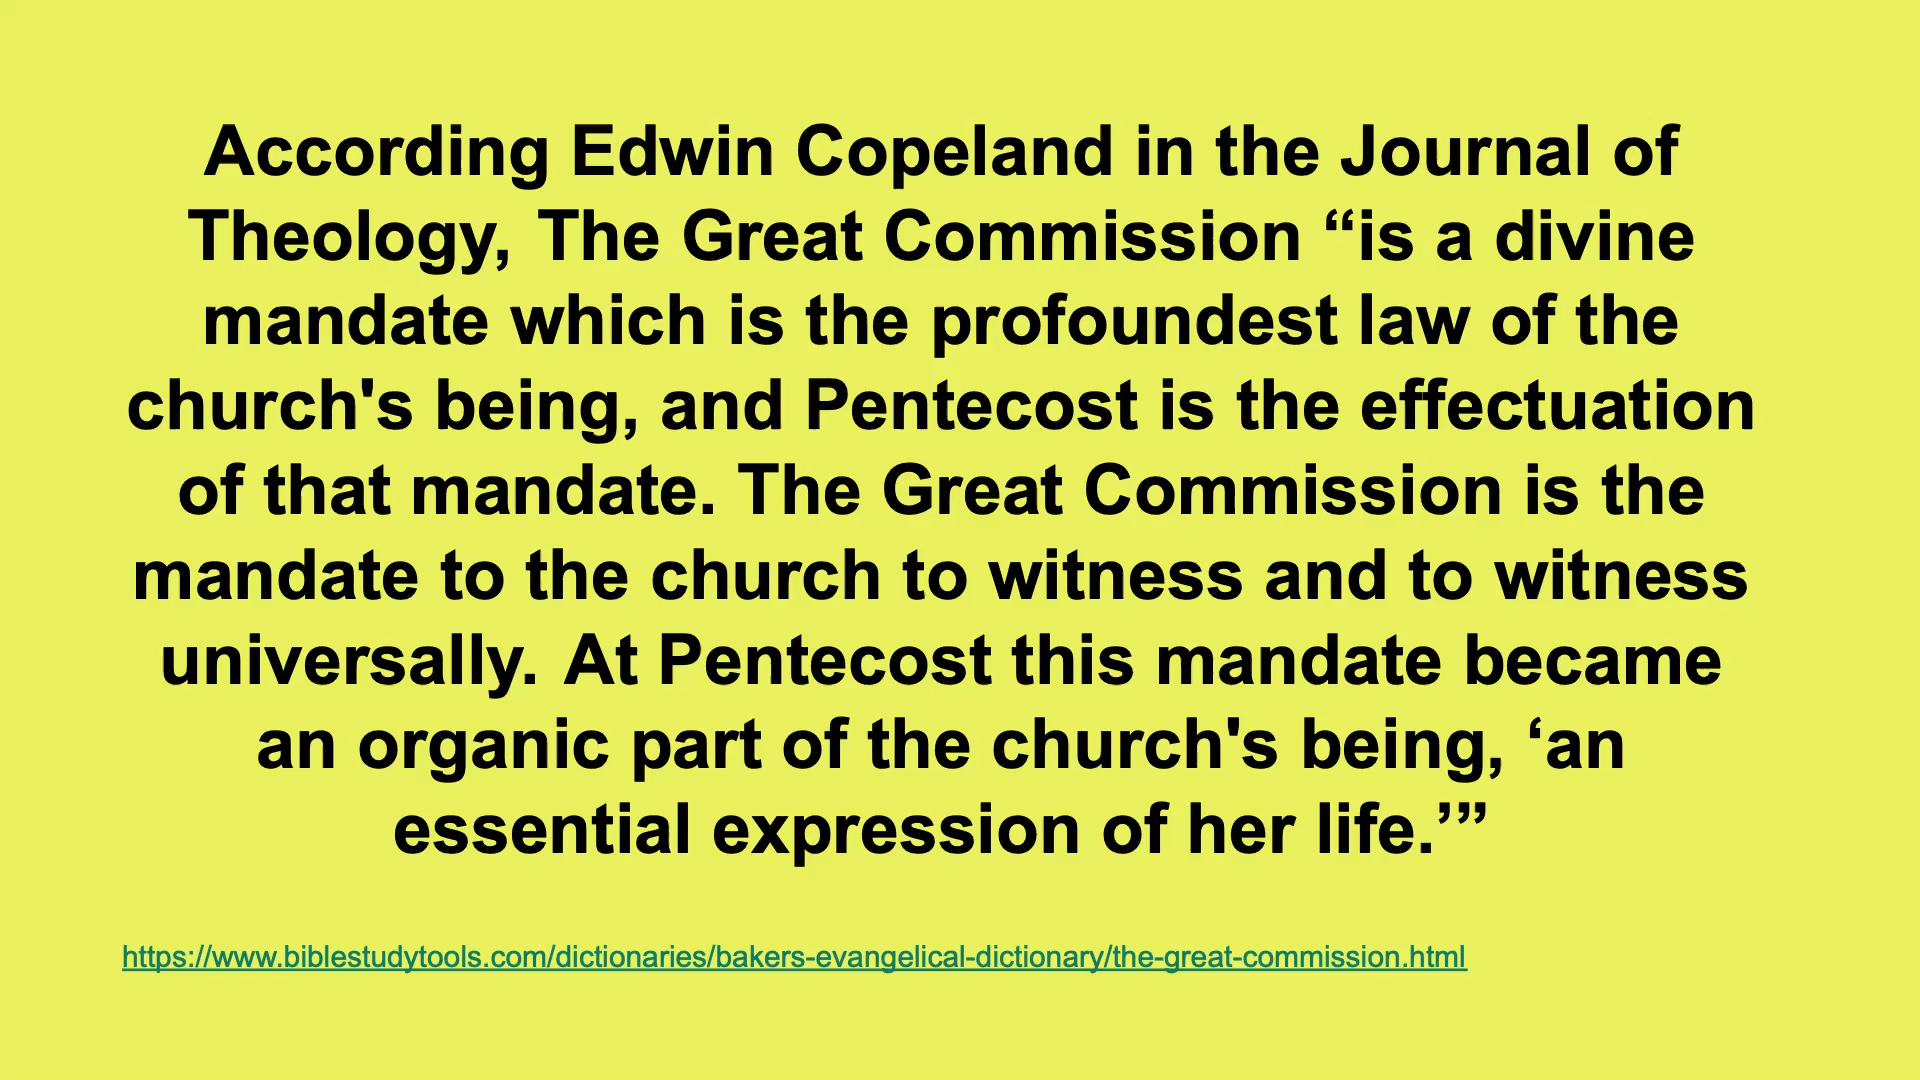 According Edwin Copeland in the Journal of
Theology, The Great Commission “is a divine
mandate which is the profoundest law of the
church's being, and Pentecost is the effectuation
of that mandate. The Great Commission is the
mandate to the church to witness and to witness
universally. At Pentecost this mandate became
an organic part of the church's being, ‘an
essential expression of her life.’”
https://www.biblestudytools.com/dictionaries/bakers-evangelical-dictionary/the-great-commission.html